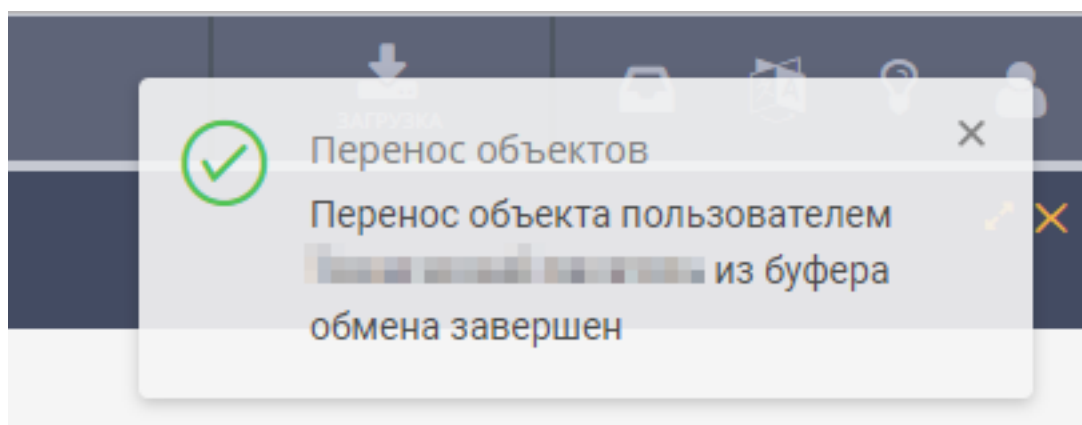 ЗАГРУЗКА
Перенос объектов
Перенос объекта пользователем
из буфера
обмена завершен